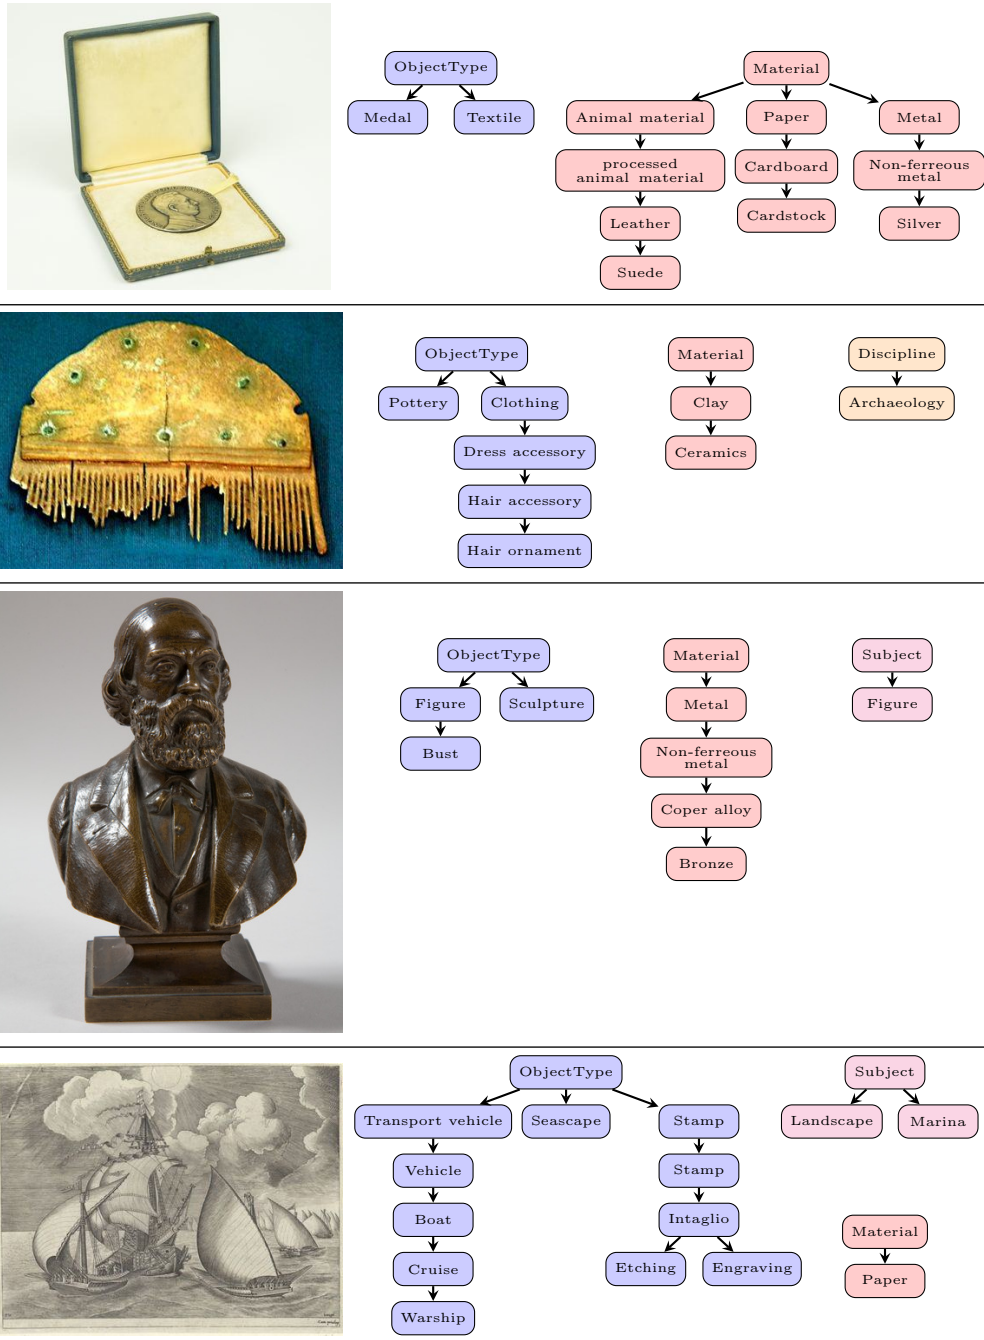 ObjectType
Medal
Textile
Material
Animal material
Paper
Metal
processed
animal material
Cardboard
Non-ferreous
metal
Leather
Cardstock
Silver
Suede
ObjectType
Pottery
Clothing
Dress accessory
Hair accessory
Hair ornament
Material
Clay
Ceramics
Discipline
Archaeology
ObjectType
Figure
Sculpture
Bust
Material
Metal
Non-ferreous
metal
Coper alloy
Bronze
Subject
Figure
ObjectType
Transport vehicle
Seascape
Stamp
Vehicle
Stamp
Boat
Intaglio
Cruise
Etching
Engraving
Warship
Subject
Landscape
Marina
Material
Paper